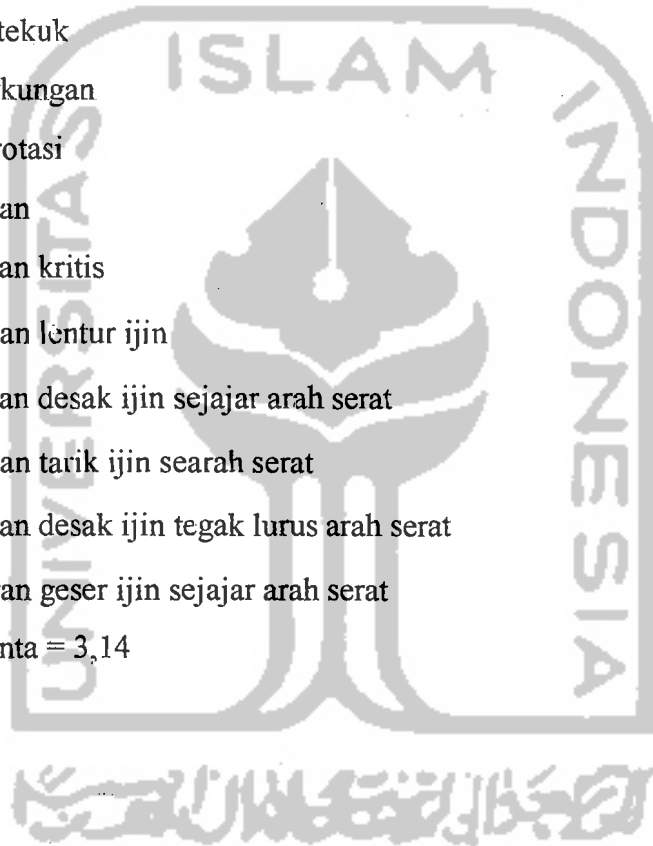 tekuk
kungan
rotasi
an
an kritis
an lentur ijin
an desak ijin sejajar arah serat
an tarik ijin searah serat
an desak ijin tegak lurus arah serat
an geser ijin sejajar arah serat
nta = 3,14
UNIVERSITAS
ISLAM
INDONESIA